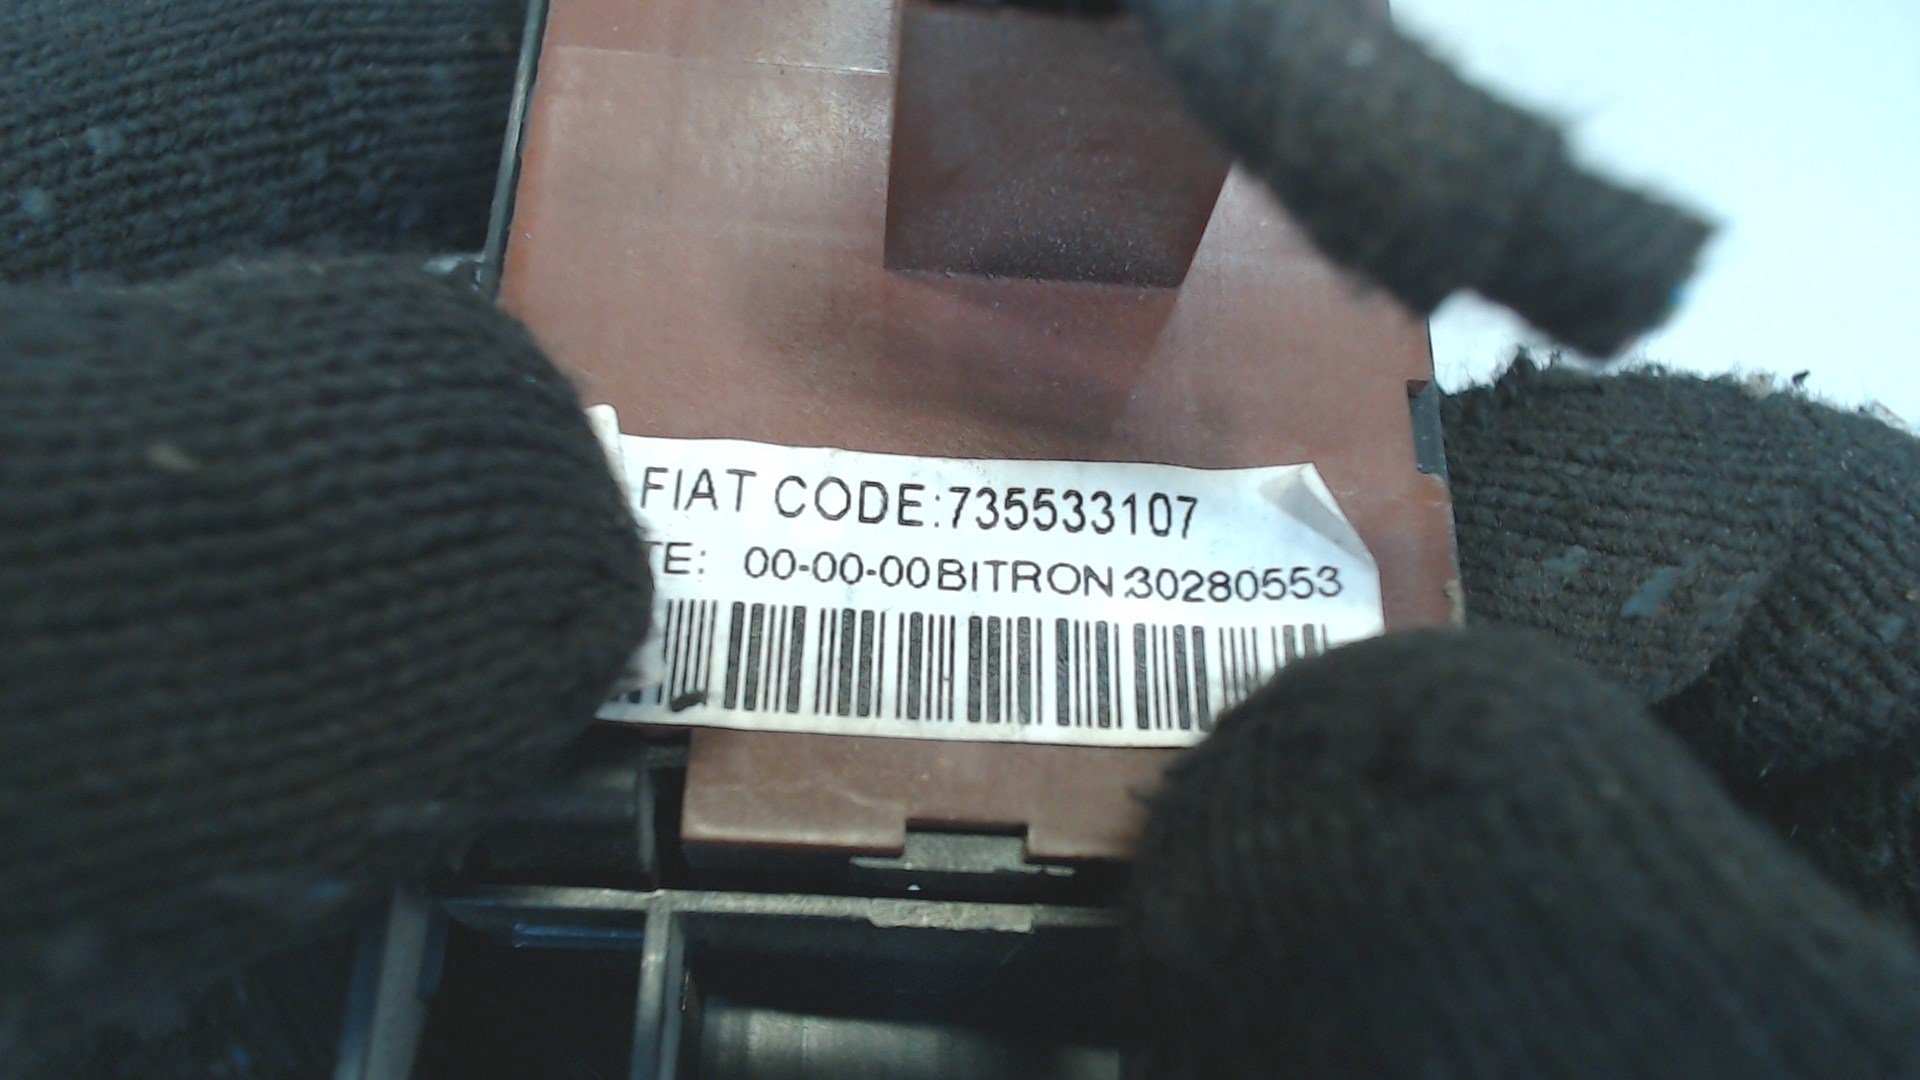 FIAT CODE:735533107
TE: 00-00-00BITRON:30280553